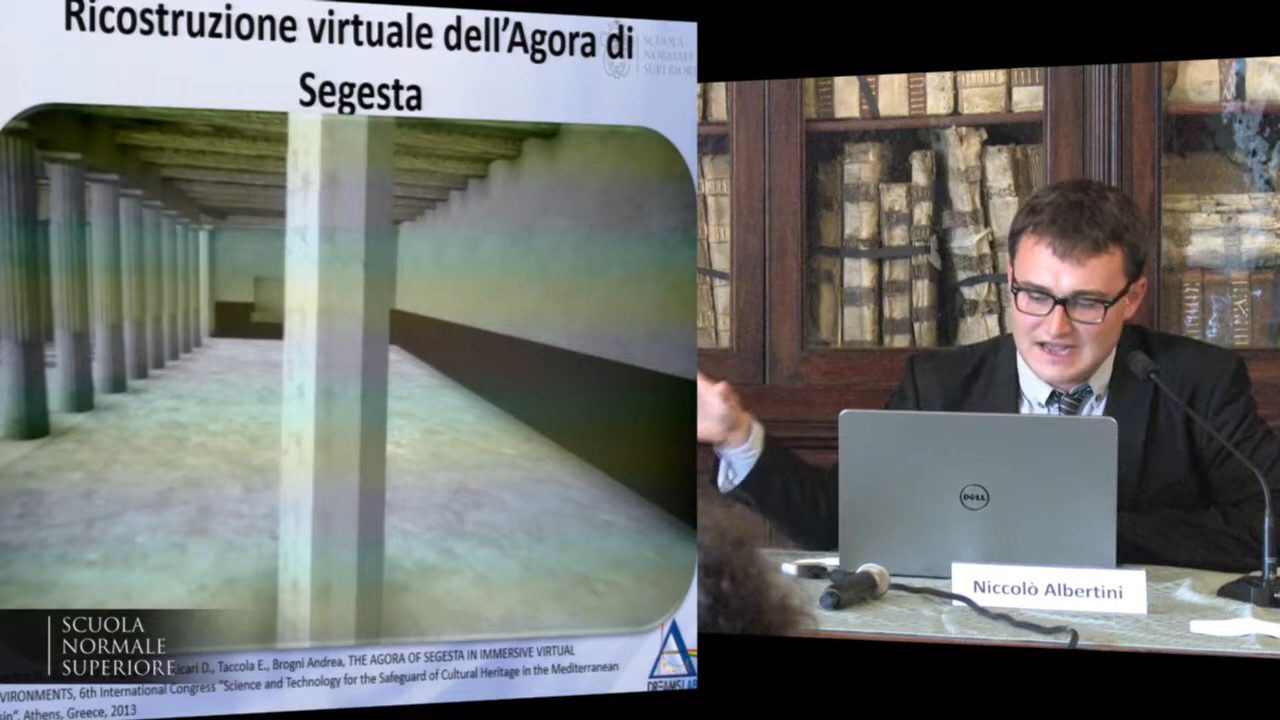 Ricostruzione virtuale dell'Agora di
Segesta
SCUOLA
NORMALE
SUPERIORE
SCUOLA
NORMALE
SUPERIORE
D., Taccola E., Brogni Andrea, THE AGORA OF SEGESTA IN IMMERSIVE VIRTUAL
6th International Congress "Science and Technology for the Safeguard of Cultural Heritage in the Mediterranean
Athens, Greece, 2013
DREAMSLAB
DELL
Niccolò Albertini